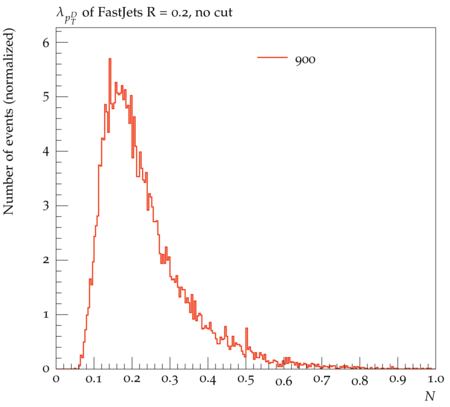 λ_{p_T^D} of FastJets R = 0.2, no cut
Number of events (normalized)
900
6
5
4
3
2
1
0
0 0.1 0.2 0.3 0.4 0.5 0.6 0.7 0.8 0.9 1.0
N